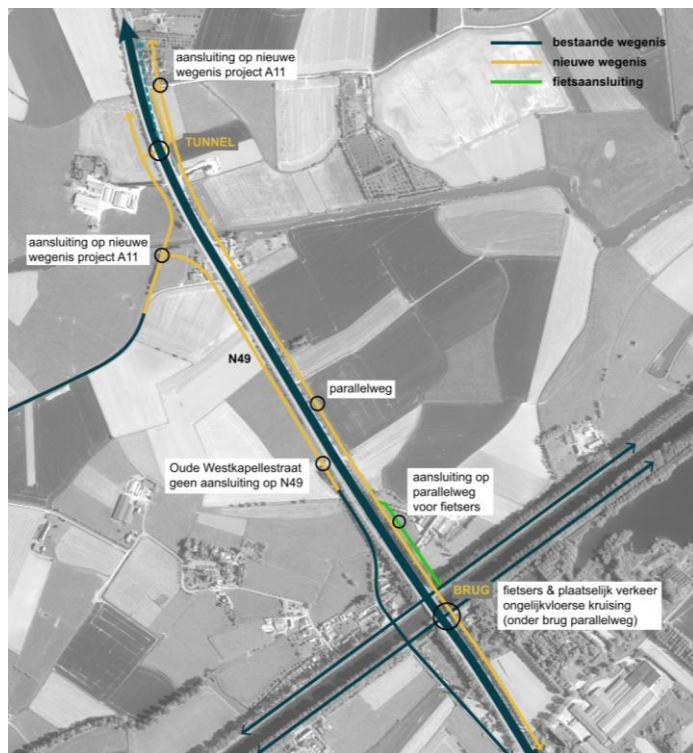 aansluiting op nieuwe
wegenis project A11
bestaande wegenis
nieuwe wegenis
fietsaansluiting
TUNNEL
aansluiting op nieuwe
wegenis project A11
N49
parallelweg
Oude Westkapellestraat
geen aansluiting op N49
aansluiting op
parallelweg
voor fietsers
BRUG
fietsers & plaatselijk verkeer
ongelijkvloerse kruising
(onder brug parallelweg)